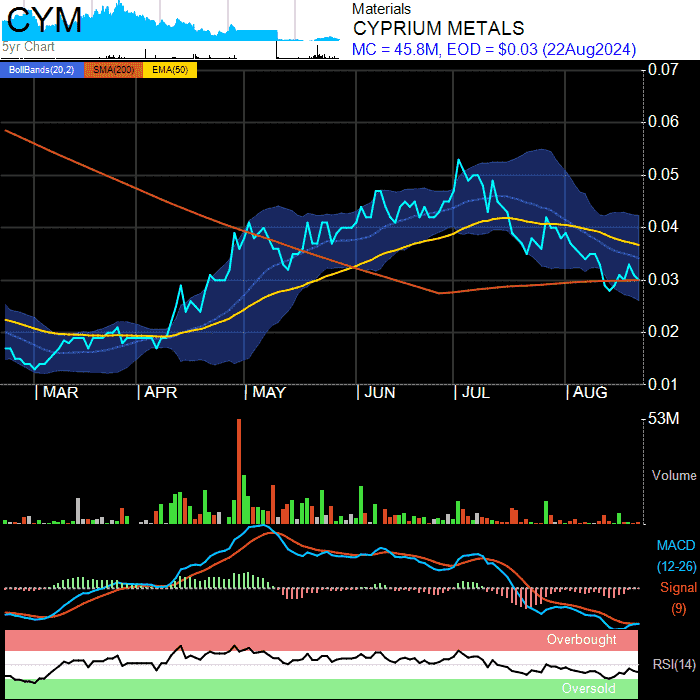 CYM
5yr Chart
Materials
CYPRIUM METALS
MC = 45.8M, EOD = $0.03 (22Aug2024)
BollBands(20,2) SMA(200) EMA(50)
0.07
0.06
0.05
0.04
0.03
0.02
0.01
| MAR | APR | MAY | JUN | JUL | AUG
53M
Volume
MACD
(12-26)
Signal
(9)
Overbought
RSI(14)
Oversold